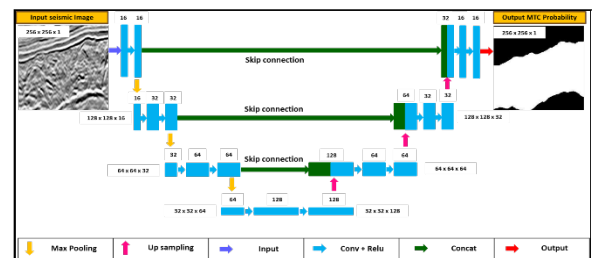 Input seismic Image
Output MTC Probability
256 x 256 x 1
16 16
32 16 16
256 x 256 x 1
Skip connection
16 32 32
64 32 32
128 x 128 x 16
Skip connection
128 x 128 x 32
32 64 64
Skip connection
128 64 64
64 x 64 x 32
64 x 64 x 64
64 128 128
32 x 32 x 64
32 x 32 x 128
Max Pooling
Up sampling
Input
Conv + Relu
Concat
Output